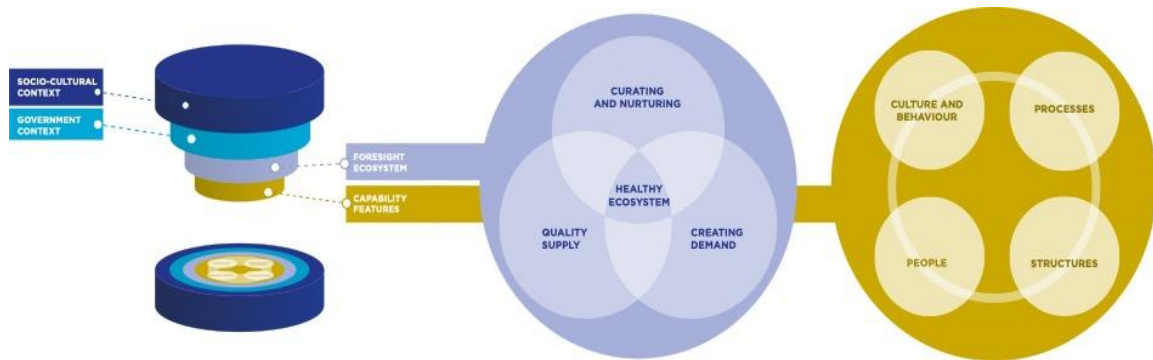 SOCIO-CULTURAL
CONTEXT
GOVERNMENT
CONTEXT
FORESIGHT
ECOSYSTEM
CAPABILITY
FEATURES
CURATING
AND NURTURING
HEALTHY
ECOSYSTEM
QUALITY
SUPPLY
CREATING
DEMAND
CULTURE AND
BEHAVIOUR
PROCESSES
PEOPLE
STRUCTURES